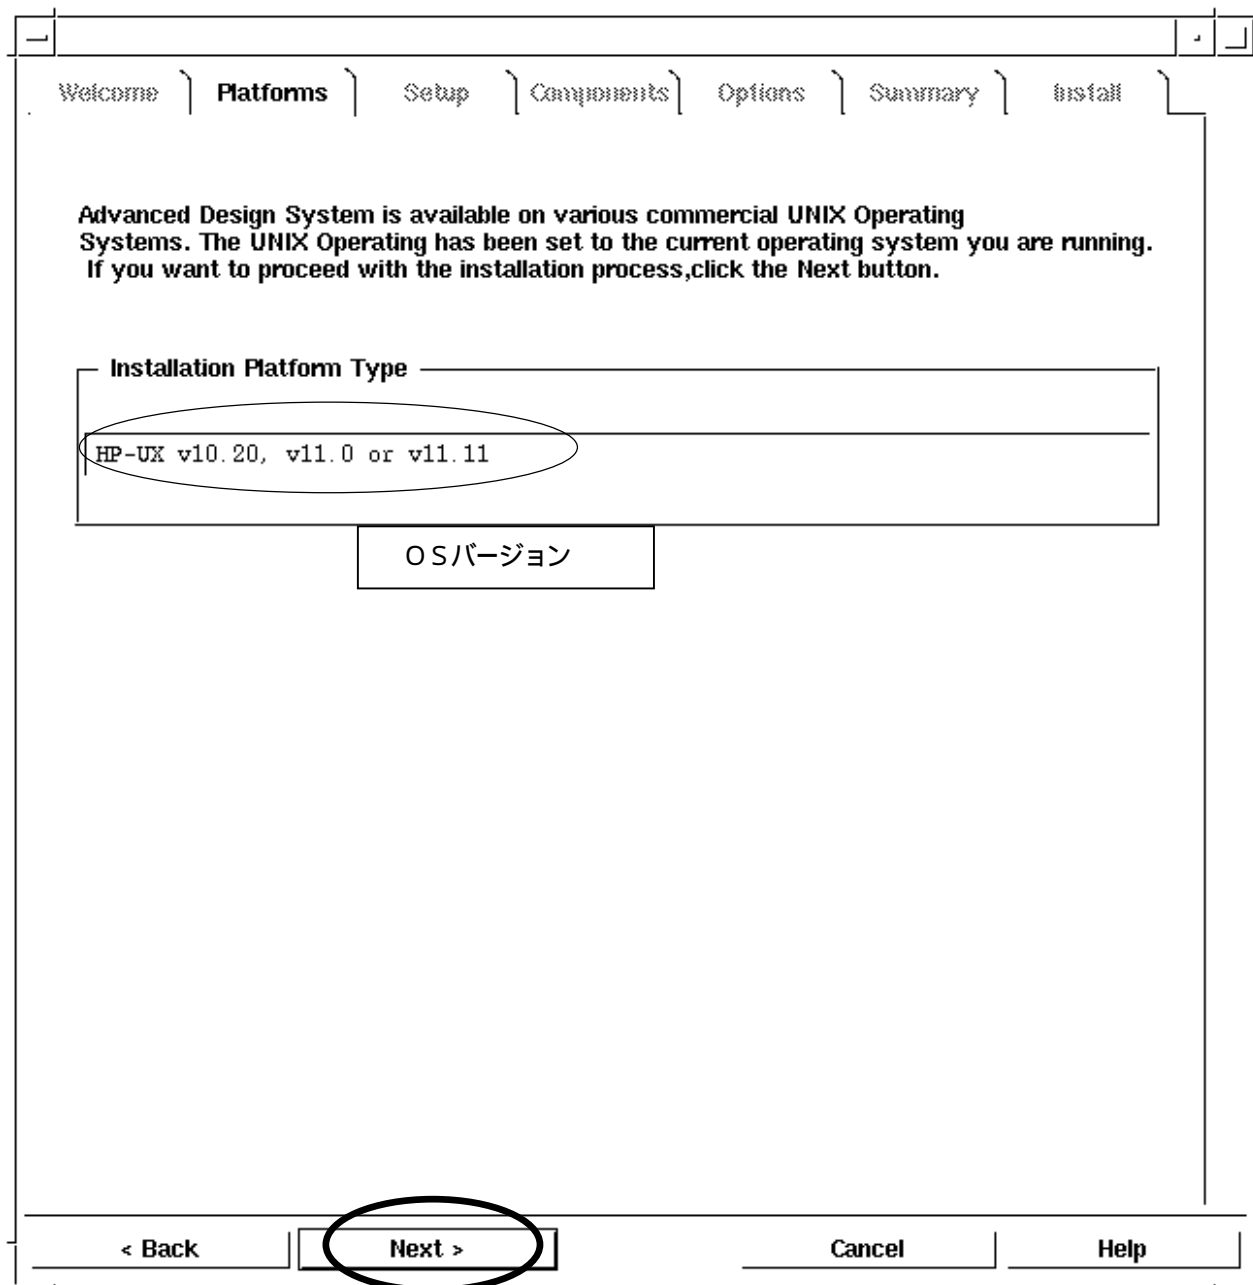 Welcome Platforms Setup Components Options Summary Install
Advanced Design System is available on various commercial UNIX Operating
Systems. The UNIX Operating has been set to the current operating system you are running.
If you want to proceed with the installation process,click the Next button.
Installation Platform Type
HP-UX v10.20, v11.0 or v11.11
OSバージョン
< Back Next > Cancel Help